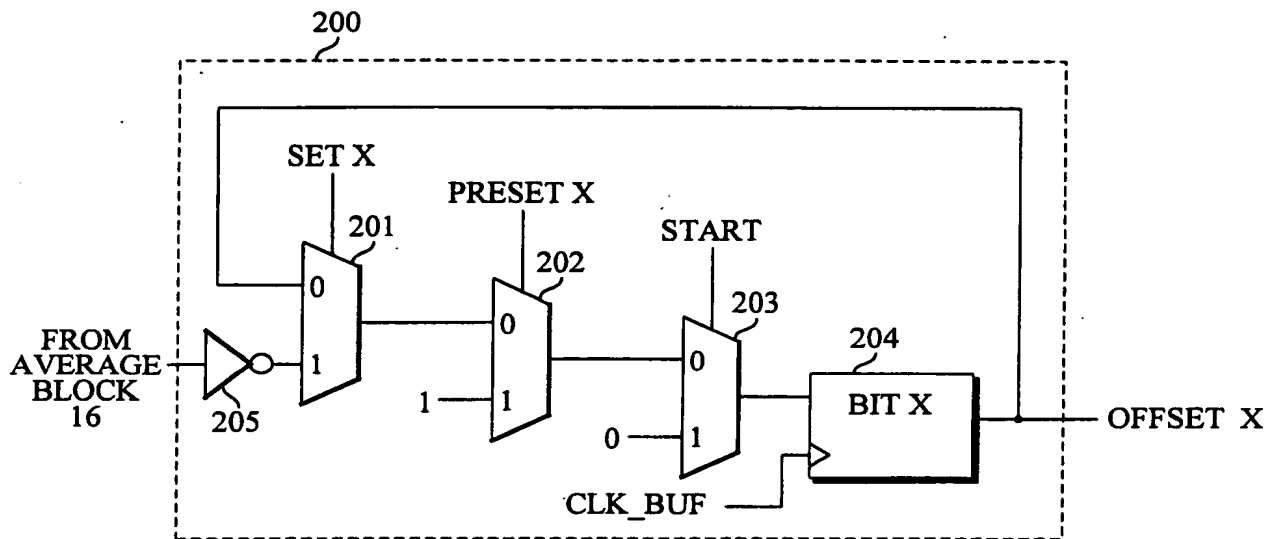 200
SET X
201
0
1
PRESET X
202
0
1
1
START
203
0
0
1
204
BIT X
OFFSET X
CLK_BUF
FROM
AVERAGE
BLOCK
16
205